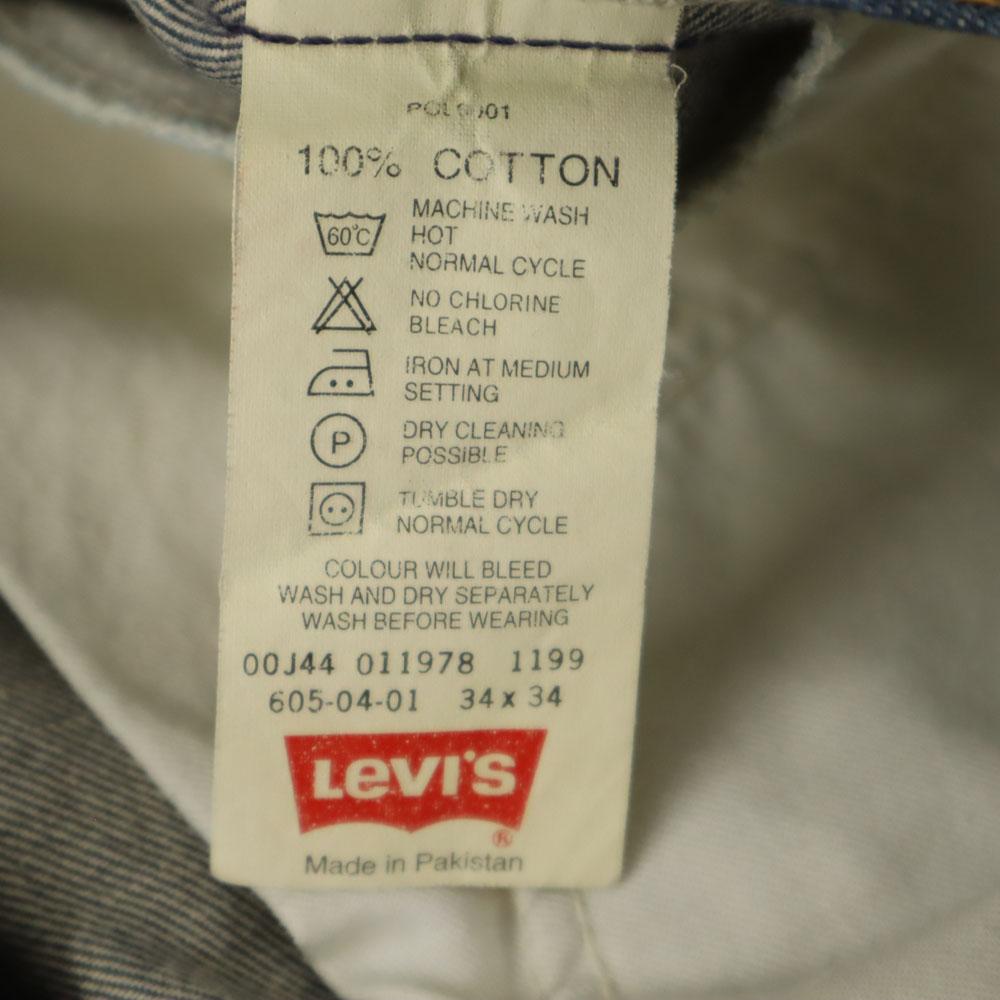 100% COTTON
60°C
MACHINE WASH
HOT
NORMAL CYCLE
NO CHLORINE
BLEACH
IRON AT MEDIUM
SETTING
P
DRY CLEANING
POSSIBLE
TUMBLE DRY
NORMAL CYCLE
COLOUR WILL BLEED
WASH AND DRY SEPARATELY
WASH BEFORE WEARING
00J44 011978 1199
605-04-01 34 x 34
LEVI'S
®
Made in Pakistan